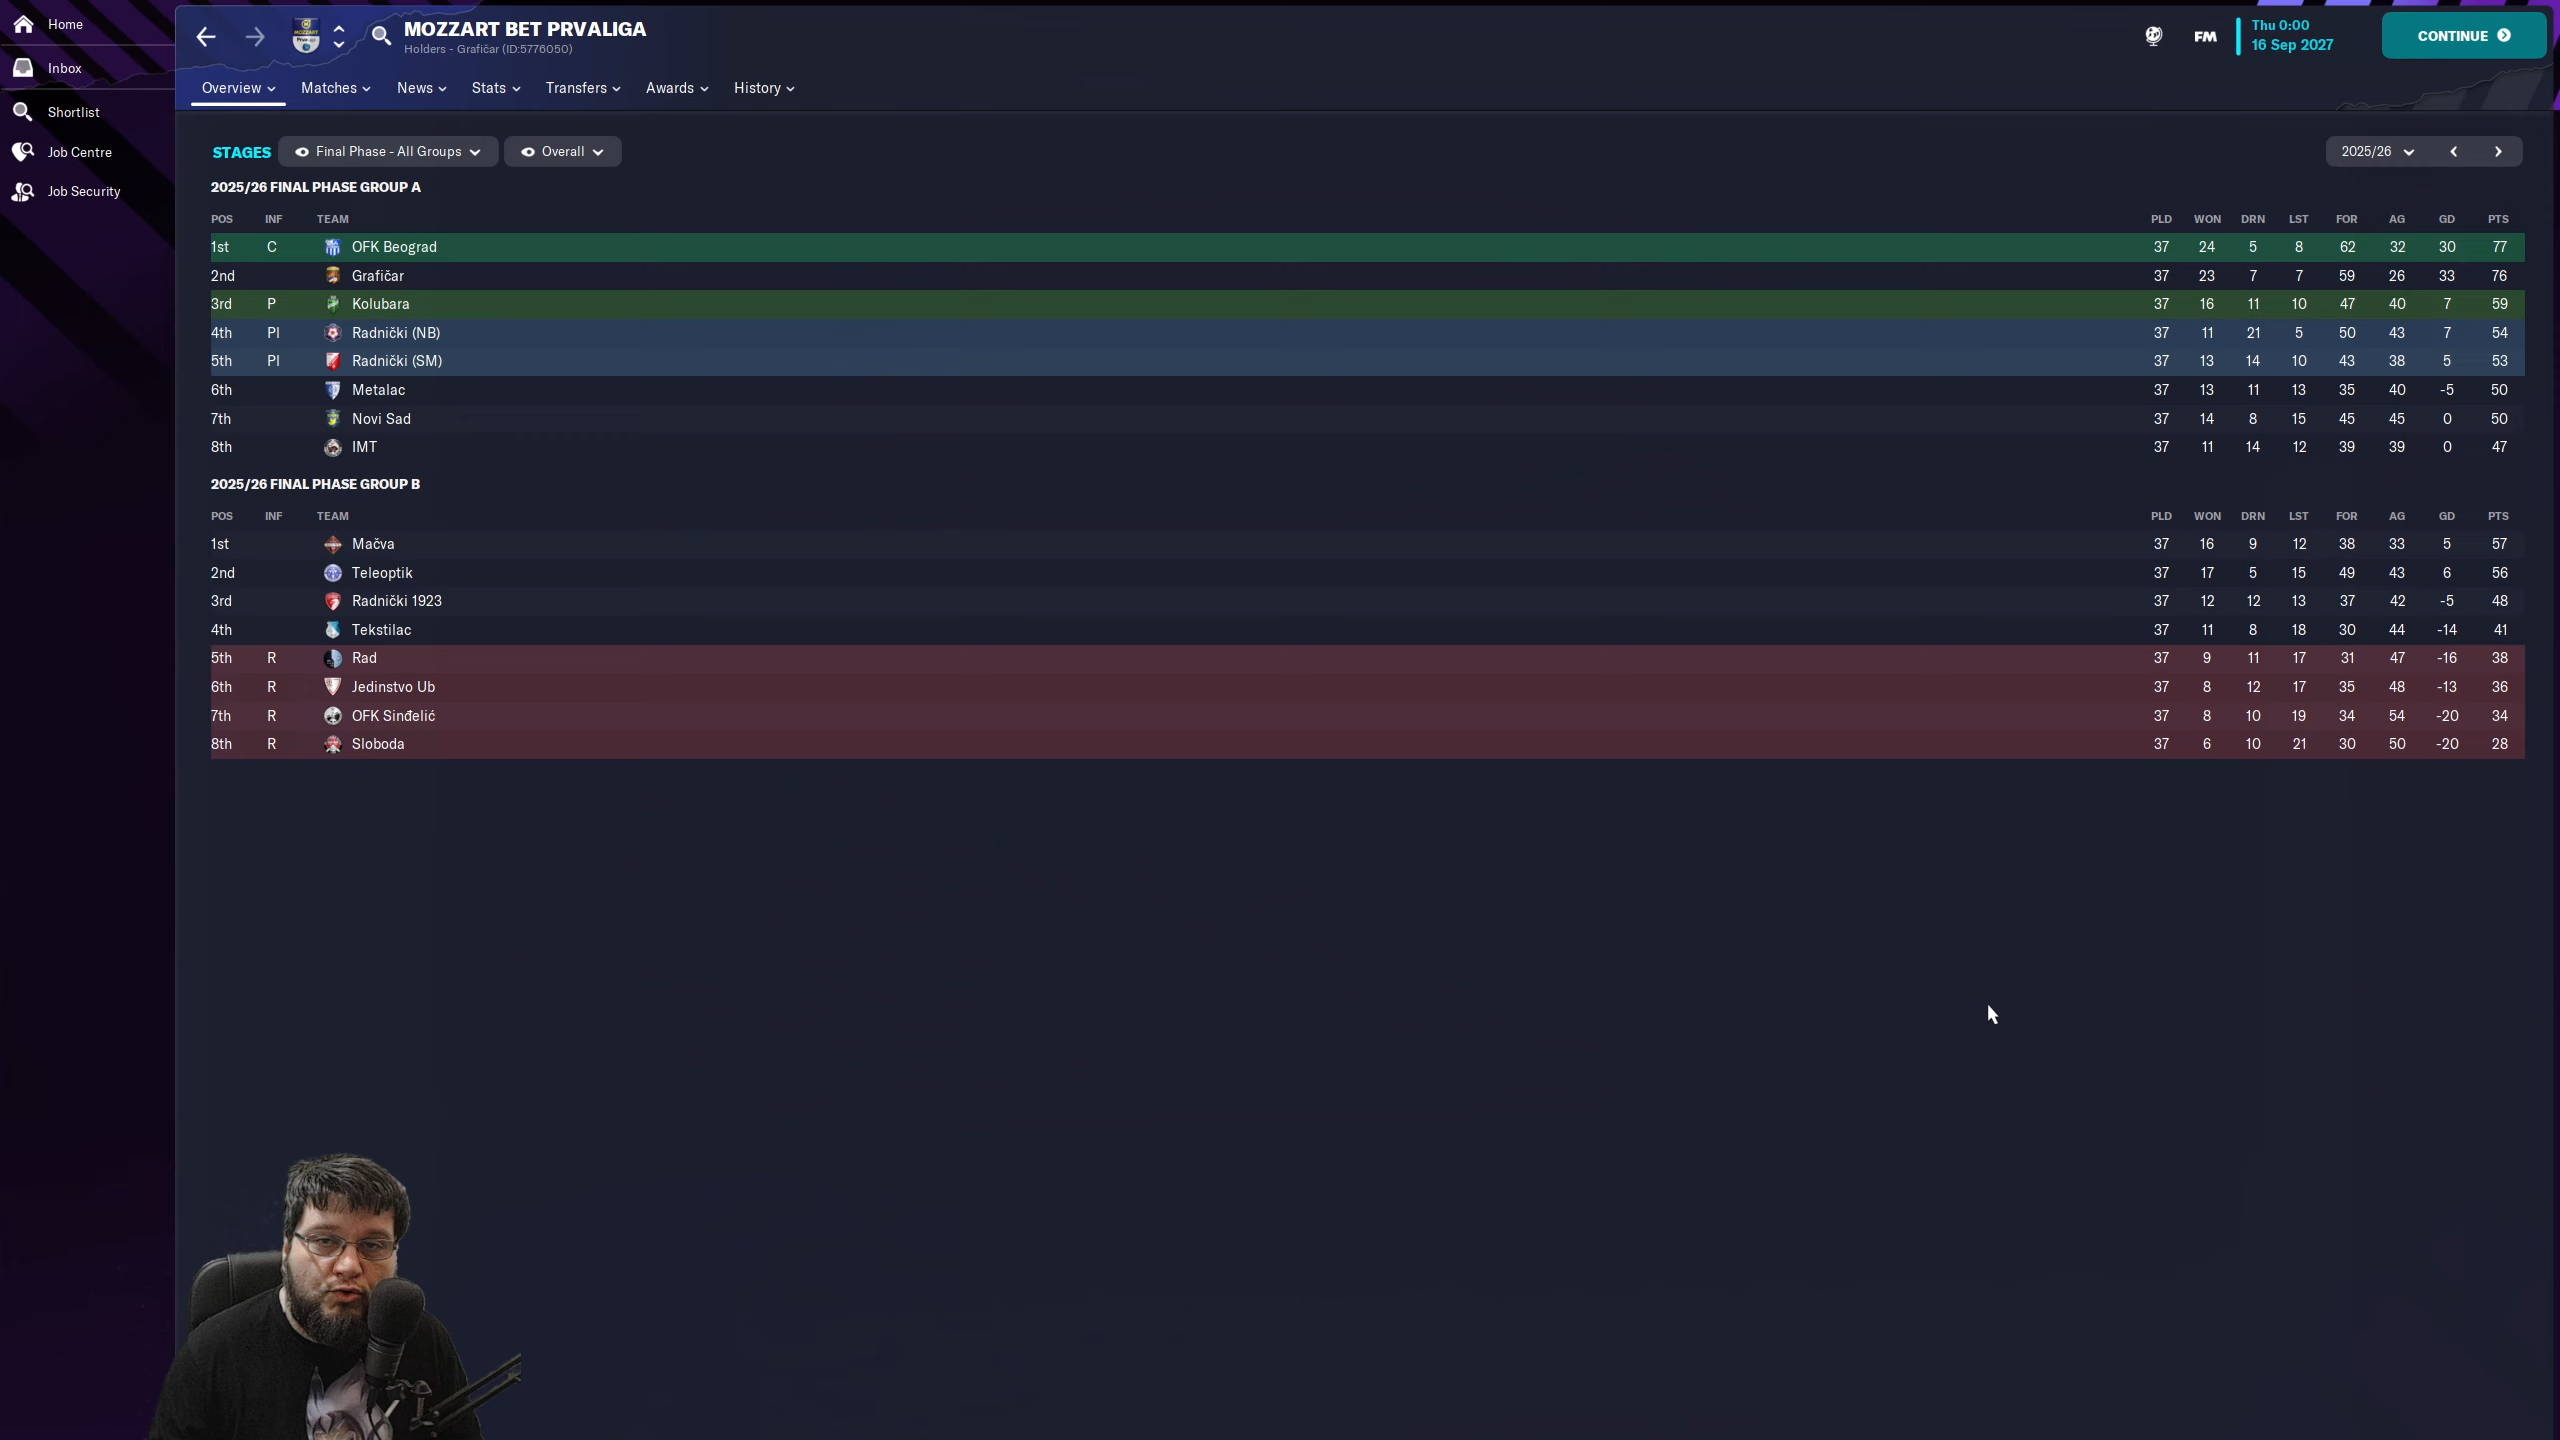 Home
Inbox
Shortlist
Job Centre
Job Security
MOZZART BET PRVALIGA
Holders - Grafičar (ID:5776050)
FM
Thu 0:00
16 Sep 2027
CONTINUE
Overview Matches News Stats Transfers Awards History
STAGES Final Phase - All Groups Overall 2025/26
2025/26 FINAL PHASE GROUP A
POS INF TEAM PLD WON DRN LST FOR AG GD PTS
1st C OFK Beograd 37 24 5 8 62 32 30 77
2nd Grafičar 37 23 7 7 59 26 33 76
3rd P Kolubara 37 16 11 10 47 40 7 59
4th Pl Radnički (NB) 37 11 21 5 50 43 7 54
5th Pl Radnički (SM) 37 13 14 10 43 38 5 53
6th Metalac 37 13 11 13 35 40 -5 50
7th Novi Sad 37 14 8 15 45 45 0 50
8th IMT 37 11 14 12 39 39 0 47
2025/26 FINAL PHASE GROUP B
POS INF TEAM PLD WON DRN LST FOR AG GD PTS
1st Mačva 37 16 9 12 38 33 5 57
2nd Teleoptik 37 17 5 15 49 43 6 56
3rd Radnički 1923 37 12 12 13 37 42 -5 48
4th Tekstilac 37 11 8 18 30 44 -14 41
5th R Rad 37 9 11 17 31 47 -16 38
6th R Jedinstvo Ub 37 8 12 17 35 48 -13 36
7th R OFK Sinđelić 37 8 10 19 34 54 -20 34
8th R Sloboda 37 6 10 21 30 50 -20 28